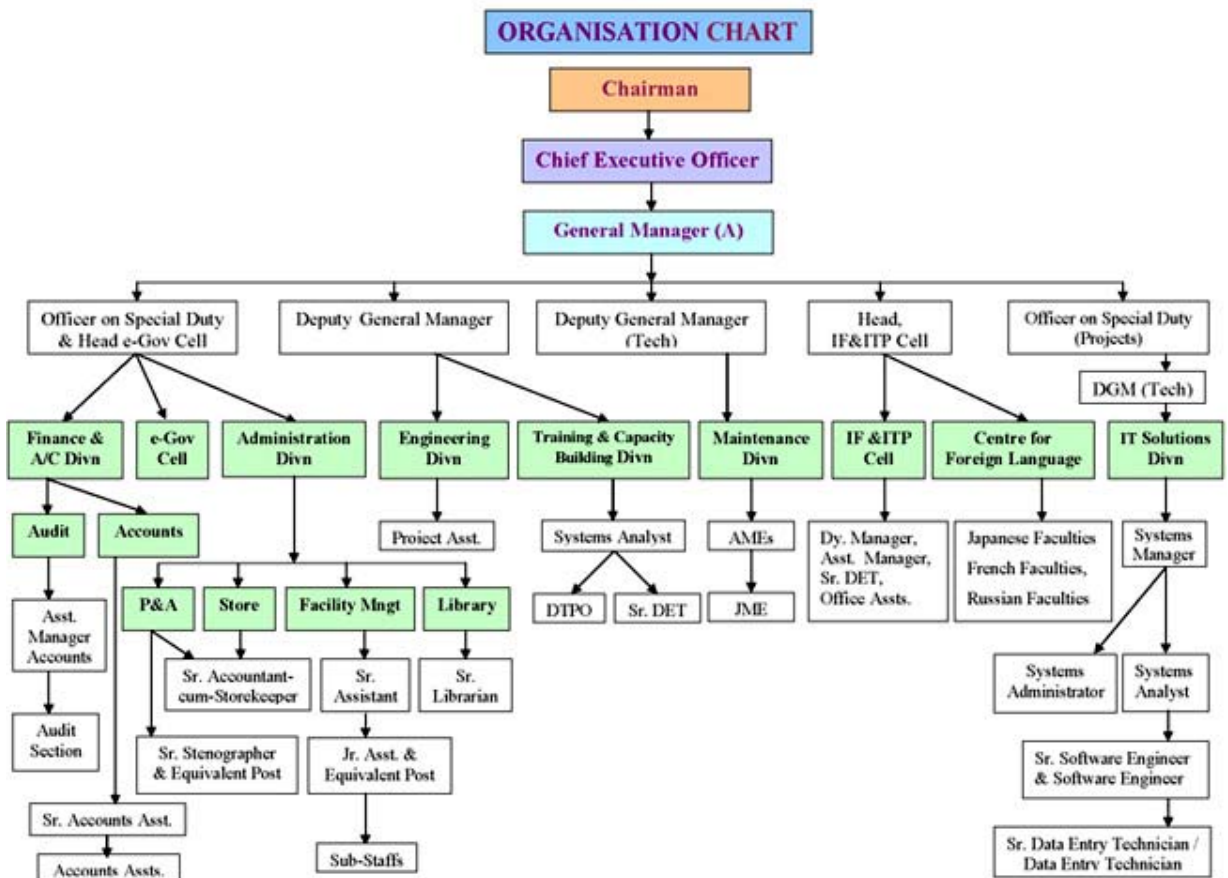 ORGANISATION CHART
Chairman
Chief Executive Officer
General Manager (A)
Officer on Special Duty
& Head e-Gov Cell
Deputy General Manager
Deputy General Manager
(Tech)
Head,
IF&ITP Cell
Officer on Special Duty
(Projects)
DGM (Tech)
Finance &
A/C Divn
e-Gov
Cell
Administration
Divn
Engineering
Divn
Training & Capacity
Building Divn
Maintenance
Divn
IF &ITP
Cell
Centre for
Foreign Language
IT Solutions
Divn
Audit
Accounts
Project Asst.
Systems Analyst
AMEs
Dy. Manager,
Asst. Manager,
Sr. DET,
Office Assts.
Japanese Faculties
French Faculties,
Russian Faculties
Systems
Manager
P&A
Store
Facility Mngt
Library
DTPO
Sr. DET
JME
Asst.
Manager
Accounts
Sr. Accountant-
cum-Storekeeper
Sr.
Assistant
Sr.
Librarian
Systems
Administrator
Systems
Analyst
Audit
Section
Sr. Stenographer
& Equivalent Post
Jr. Asst. &
Equivalent Post
Sr. Software Engineer
& Software Engineer
Sr. Accounts Asst.
Accounts Assts.
Sub-Staffs
Sr. Data Entry Technician /
Data Entry Technician